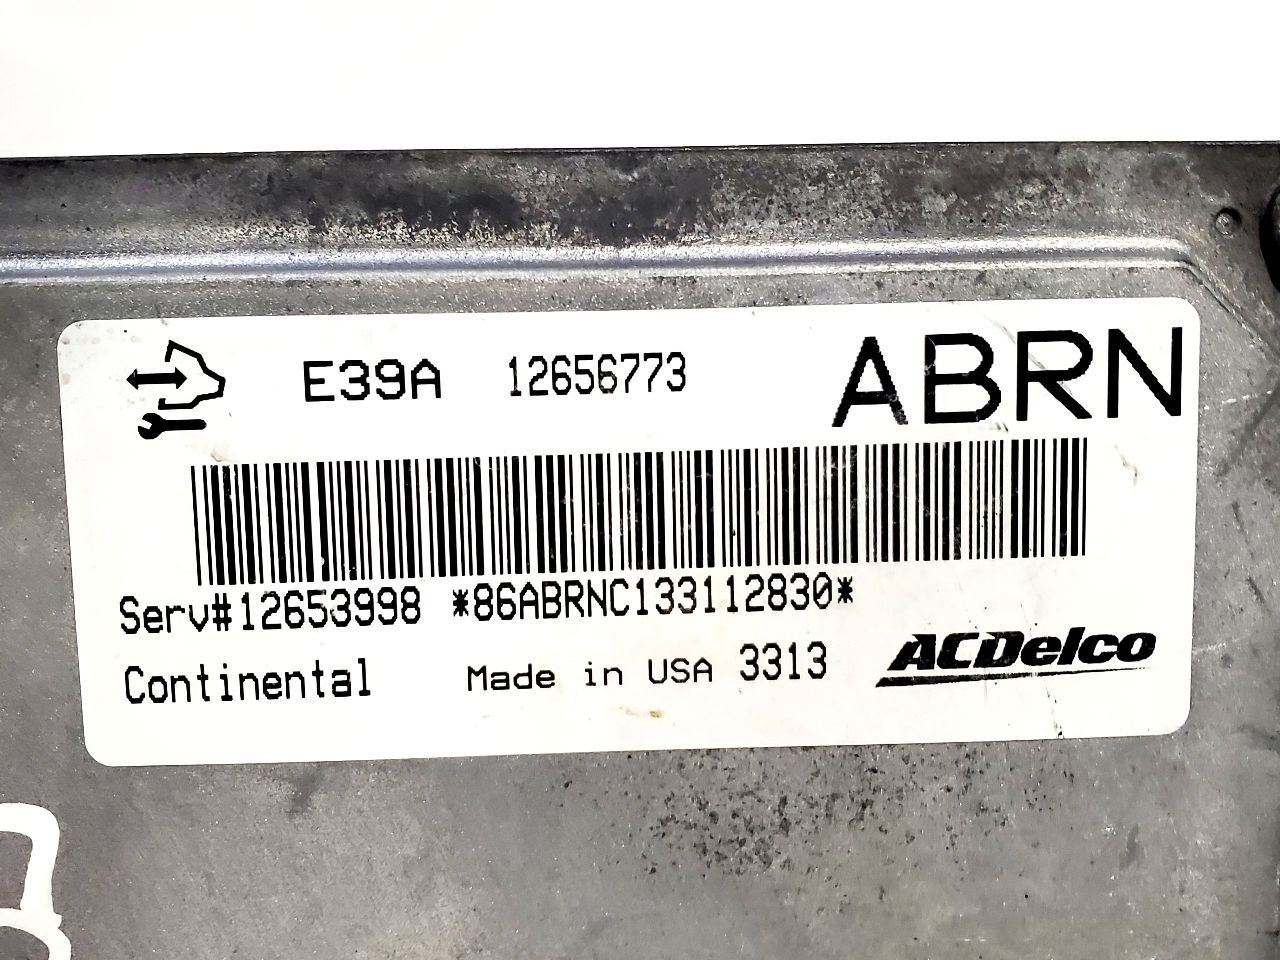 E39A 12656773 ABRN
Serv#12653998 *86ABRNC133112830*
Continental Made in USA 3313 ACDelco